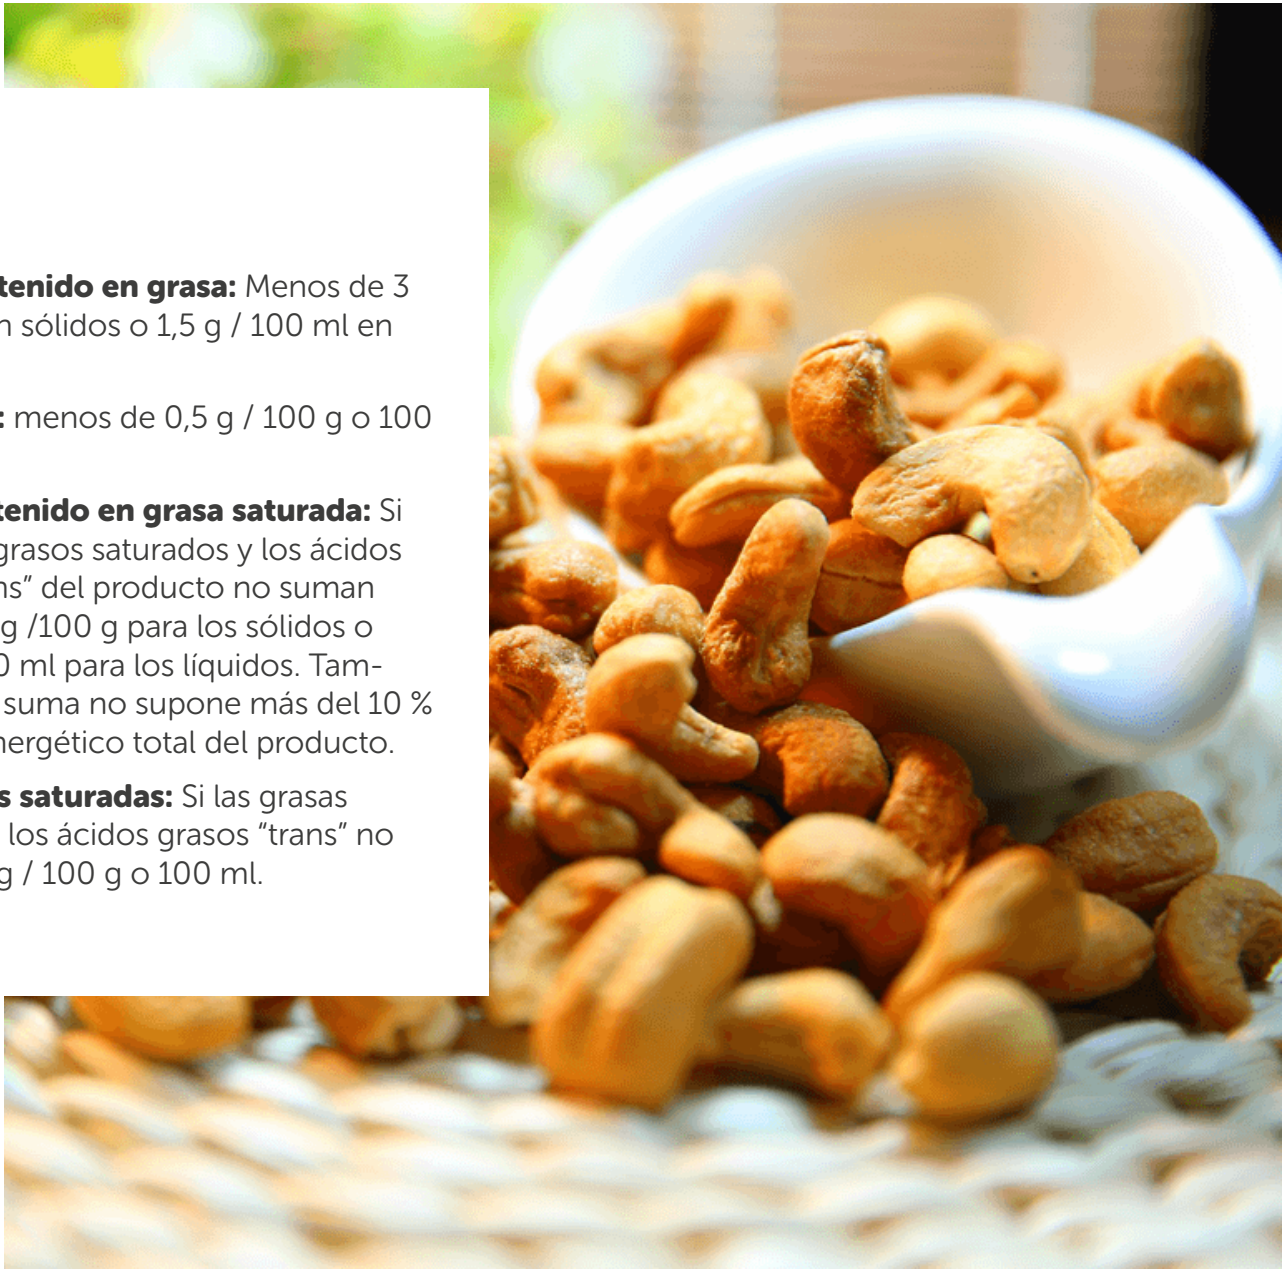 tenido en grasa: Menos de 3
n sólidos o 1,5 g / 100 ml en
: menos de 0,5 g / 100 g o 100
tenido en grasa saturada: Si
grasos saturados y los ácidos
ns” del producto no suman
g /100 g para los sólidos o
0 ml para los líquidos. Tam-
suma no supone más del 10 %
nergético total del producto.
s saturadas: Si las grasas
los ácidos grasos “trans” no
g / 100 g o 100 ml.